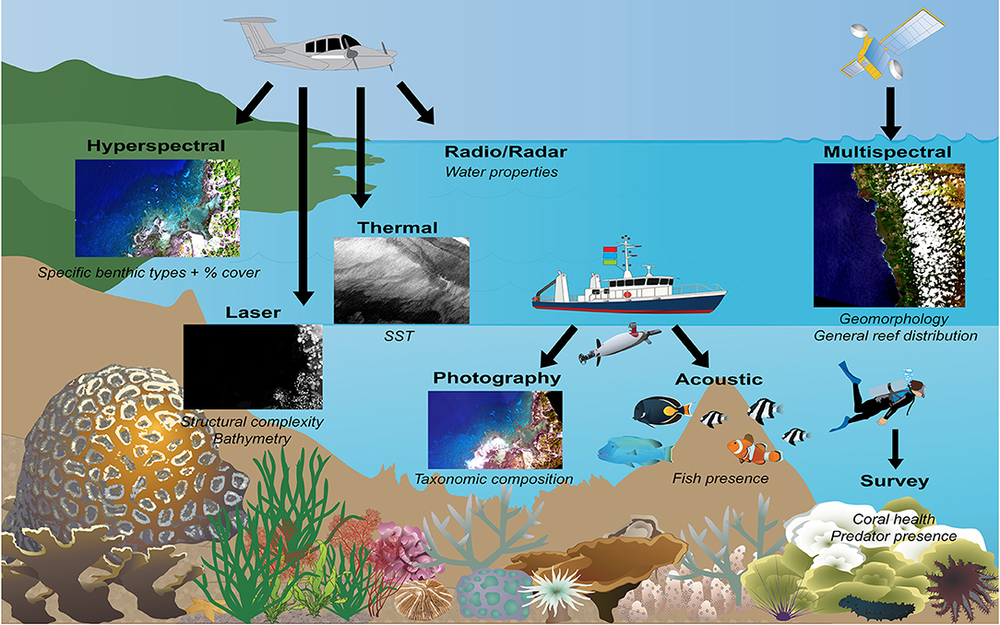 Hyperspectral
Specific benthic types + % cover
Laser
Structural complexity
Bathymetry
Thermal
SST
Radio/Radar
Water properties
Photography
Taxonomic composition
Acoustic
Fish presence
Multispectral
Geomorphology
General reef distribution
Survey
Coral health
Predator presence